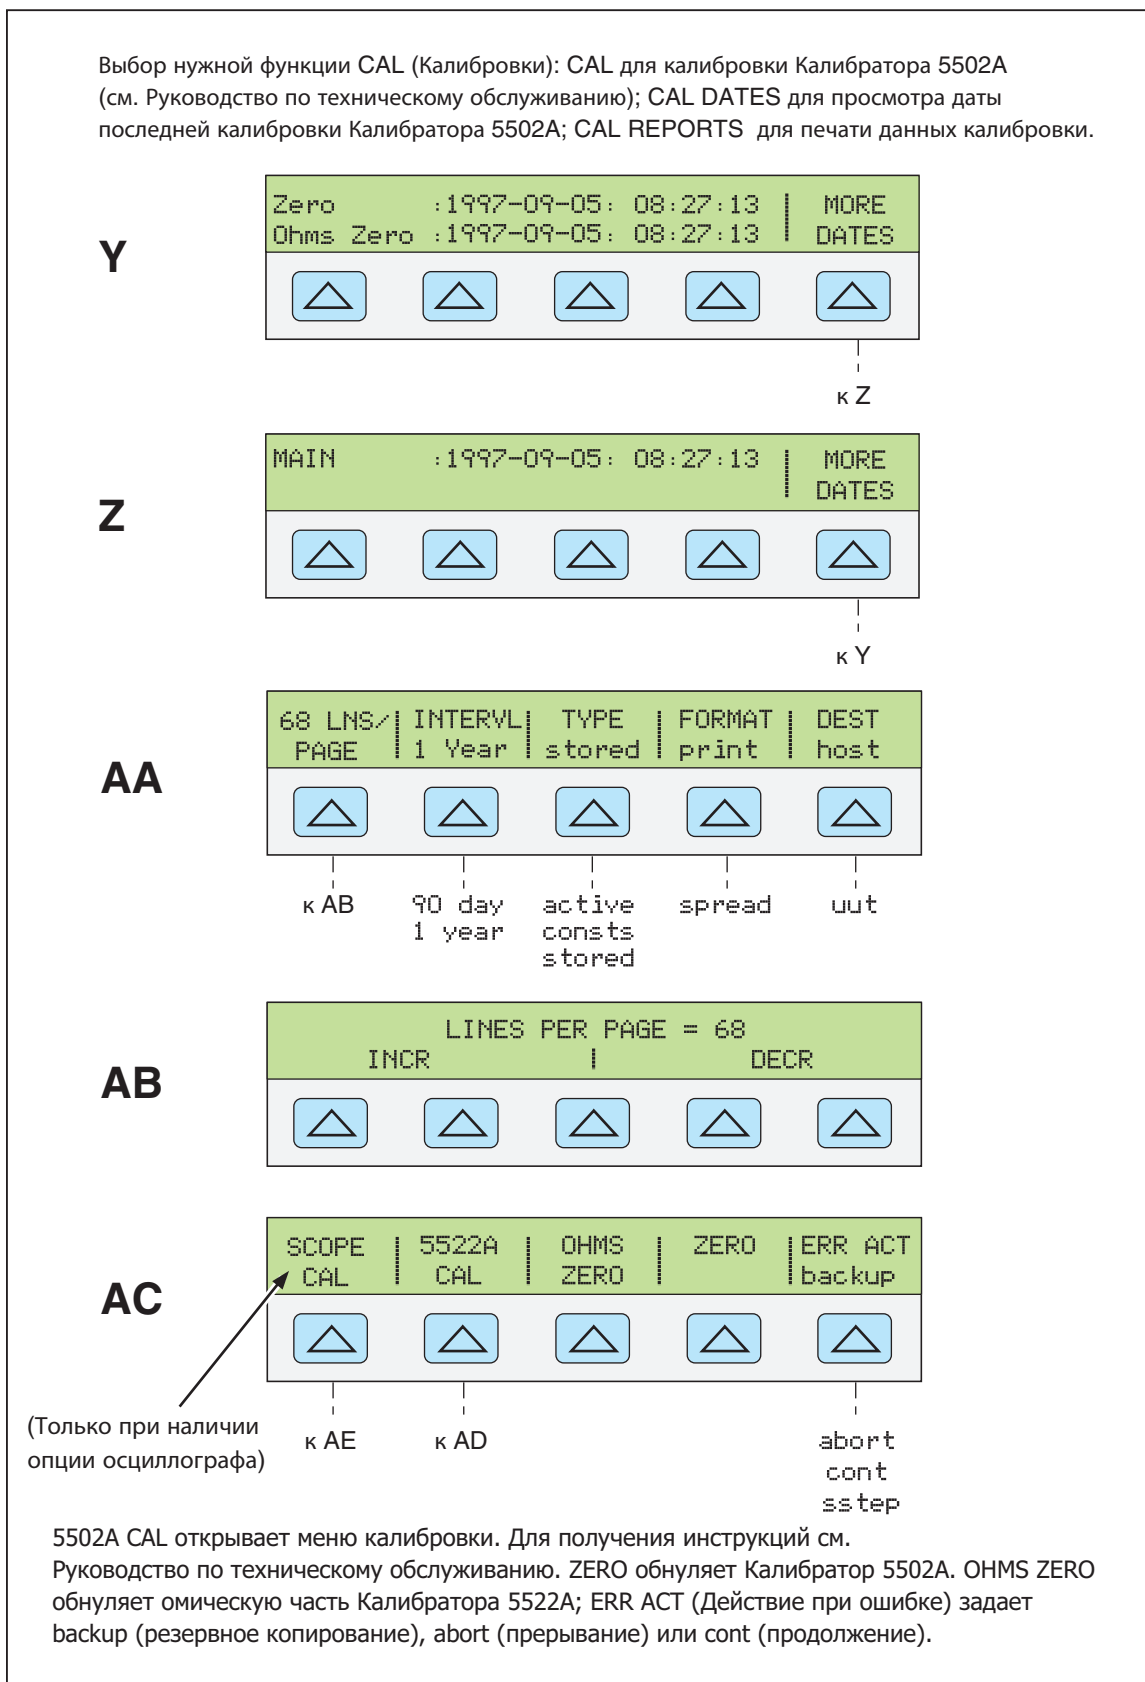 Выбор нужной функции CAL (Калибровки): CAL для калибровки Калибратора 5502A
(см. Руководство по техническому обслуживанию); CAL DATES для просмотра даты
последней калибровки Калибратора 5502A; CAL REPORTS для печати данных калибровки.
Y
Zero :1997-09-05: 08:27:13 MORE
Ohms Zero :1997-09-05: 08:27:13 DATES
к Z
Z
MAIN :1997-09-05: 08:27:13 MORE
DATES
к Y
AA
68 LNS/ INTERVL TYPE FORMAT DEST
PAGE 1 Year stored print host
к AB 90 day active spread uut
1 year consts
stored
AB
LINES PER PAGE = 68
INCR DECR
AC
SCOPE 5522A OHMS ZERO ERR ACT
CAL CAL ZERO backup
(Только при наличии
опции осциллографа)
к AE к AD abort
cont
sstep
5502A CAL открывает меню калибровки. Для получения инструкций см.
Руководство по техническому обслуживанию. ZERO обнуляет Калибратор 5502A. OHMS ZERO
обнуляет омическую часть Калибратора 5522A; ERR ACT (Действие при ошибке) задает
backup (резервное копирование), abort (прерывание) или cont (продолжение).